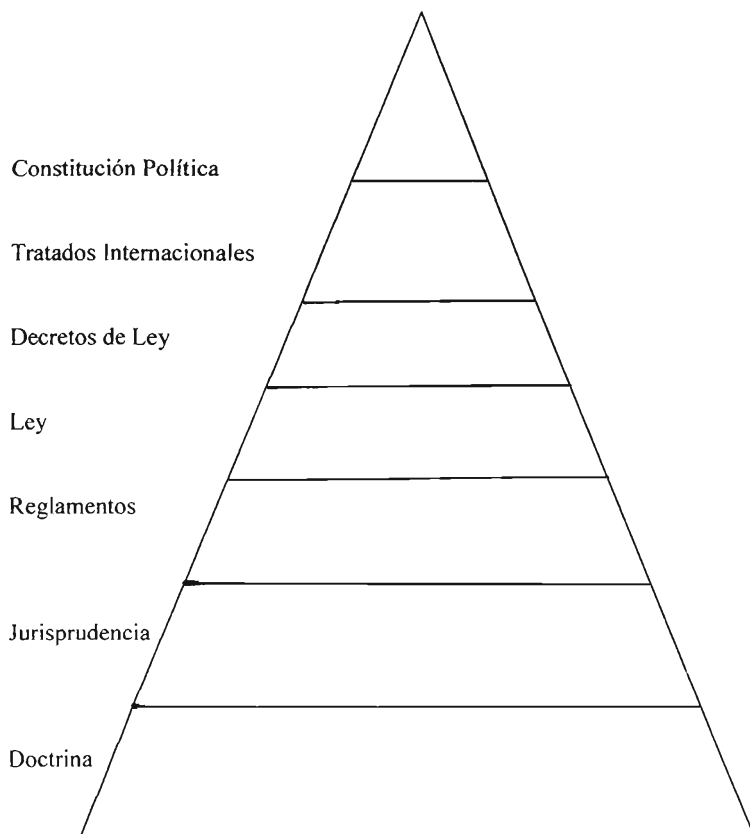 Constitución Política
Tratados Internacionales
Decretos de Ley
Ley
Reglamentos
Jurisprudencia
Doctrina